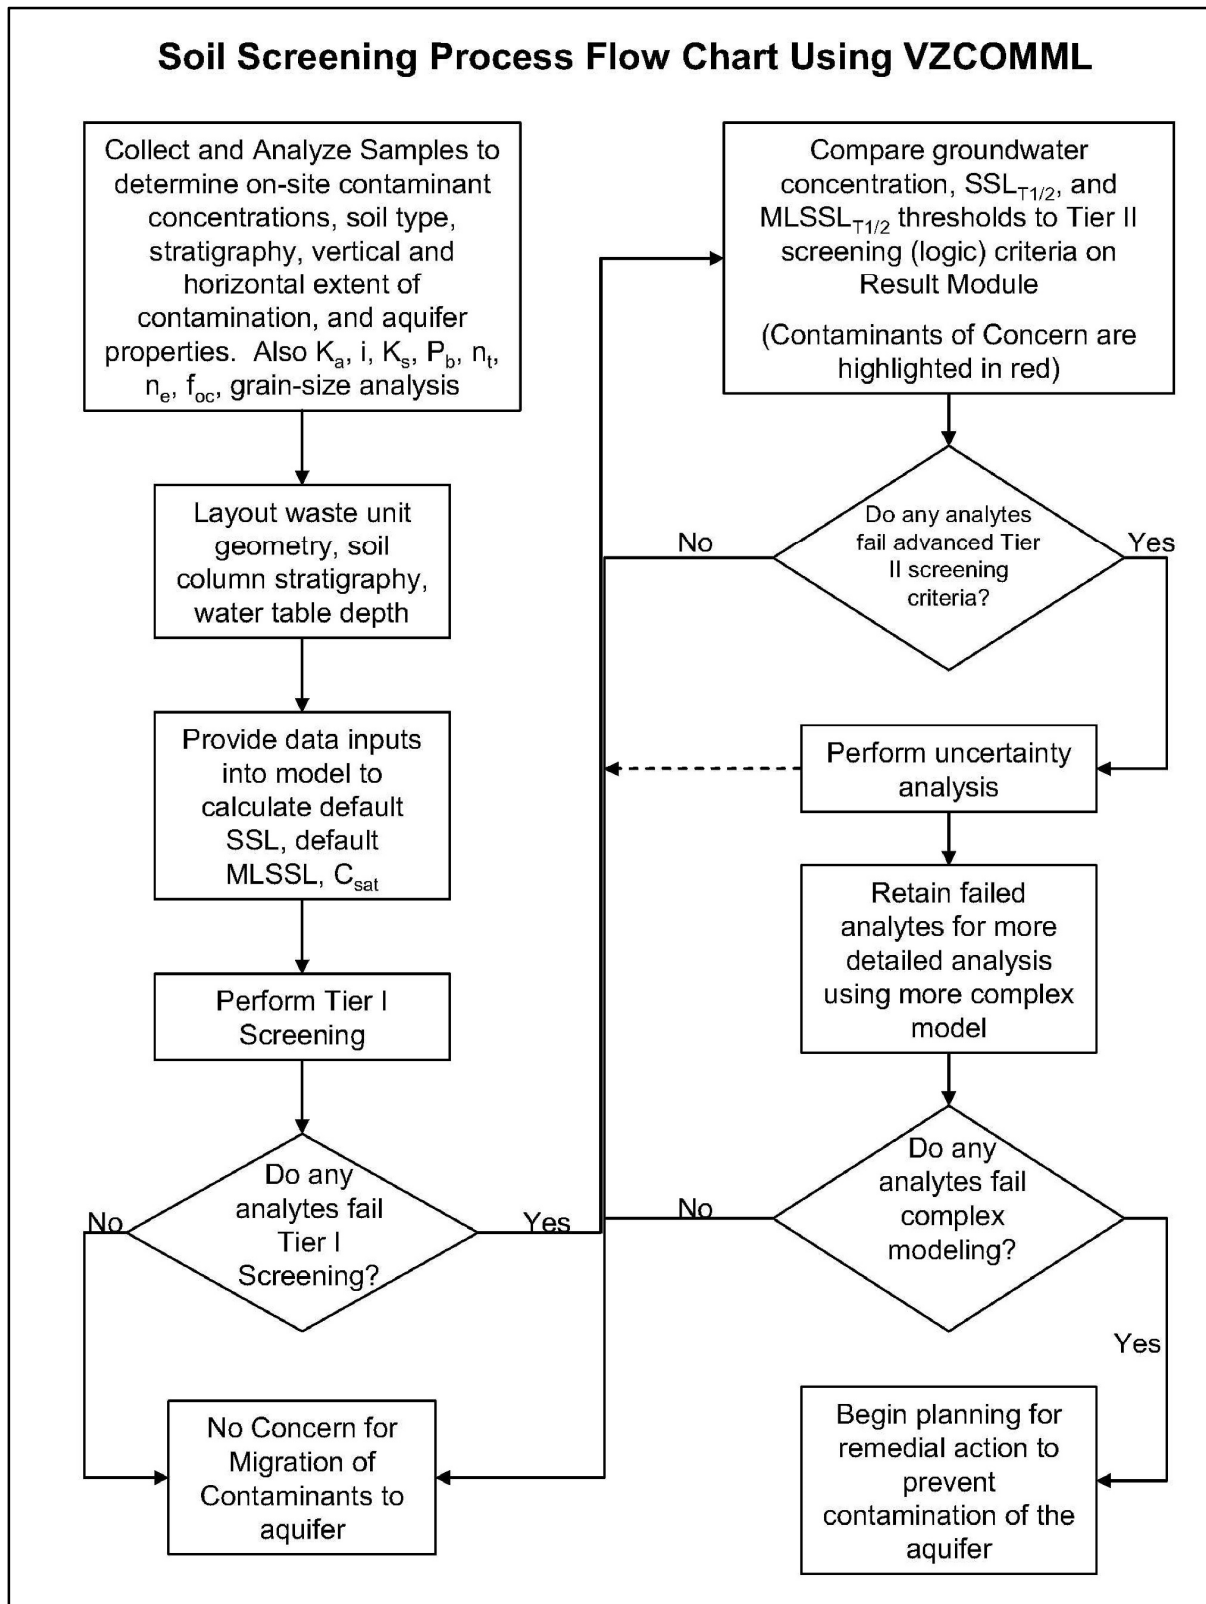 Soil Screening Process Flow Chart Using VZCOMML
Collect and Analyze Samples to
determine on-site contaminant
concentrations, soil type,
stratigraphy, vertical and
horizontal extent of
contamination, and aquifer
properties. Also Ka, i, Ks, Pb, nt,
ne, foc, grain-size analysis
Layout waste unit
geometry, soil
column stratigraphy,
water table depth
Provide data inputs
into model to
calculate default
SSL, default
MLSSL, Csat
Perform Tier I
Screening
Do any
analytes fail
Tier I
Screening?
No
Yes
No Concern for
Migration of
Contaminants to
aquifer
Compare groundwater
concentration, SSLT1/2, and
MLSSLT1/2 thresholds to Tier II
screening (logic) criteria on
Result Module
(Contaminants of Concern are
highlighted in red)
Do any analytes
fail advanced Tier
II screening
criteria?
No
Yes
Perform uncertainty
analysis
Retain failed
analytes for more
detailed analysis
using more complex
model
Do any
analytes fail
complex
modeling?
No
Yes
Begin planning for
remedial action to
prevent
contamination of the
aquifer